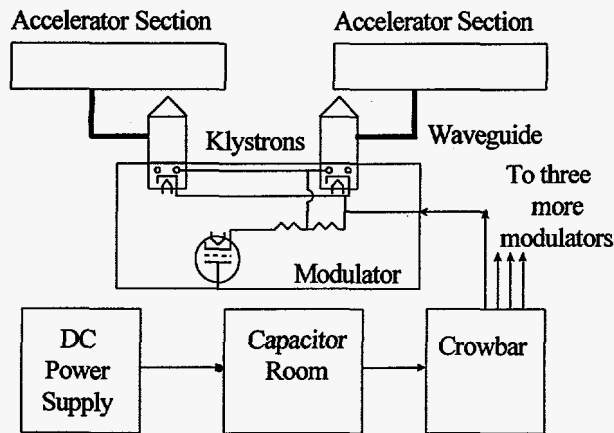 Accelerator Section
Accelerator Section
Klystrons
Waveguide
To three
more
modulators
Modulator
DC
Power
Supply
Capacitor
Room
Crowbar